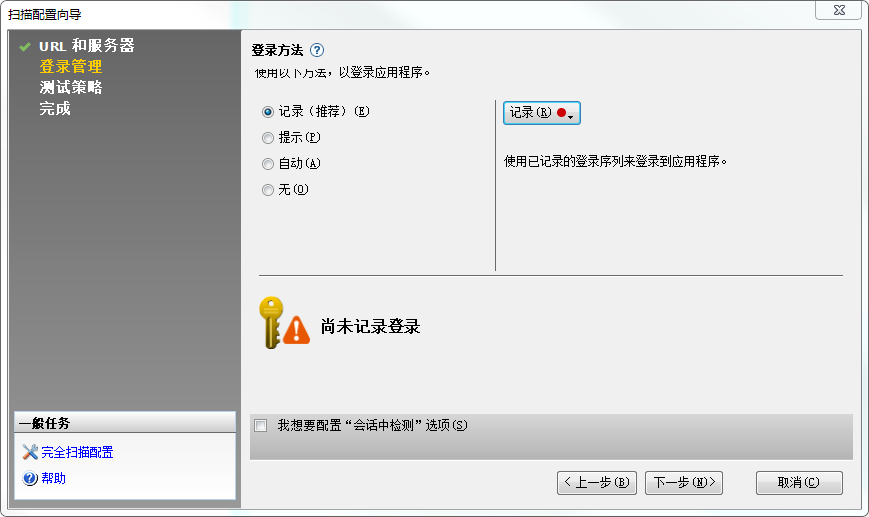 扫描配置向导
URL 和服务器
登录管理
测试策略
完成
一般任务
完全扫描配置
帮助
登录方法
使用以下方法，以登录应用程序。
记录（推荐）(E)
提示(P)
自动(A)
无(O)
记录(R)
使用已记录的登录序列来登录到应用程序。
尚未记录登录
我想要配置“会话中检测”选项(S)
< 上一步(B)
下一步(N)>
取消(C)